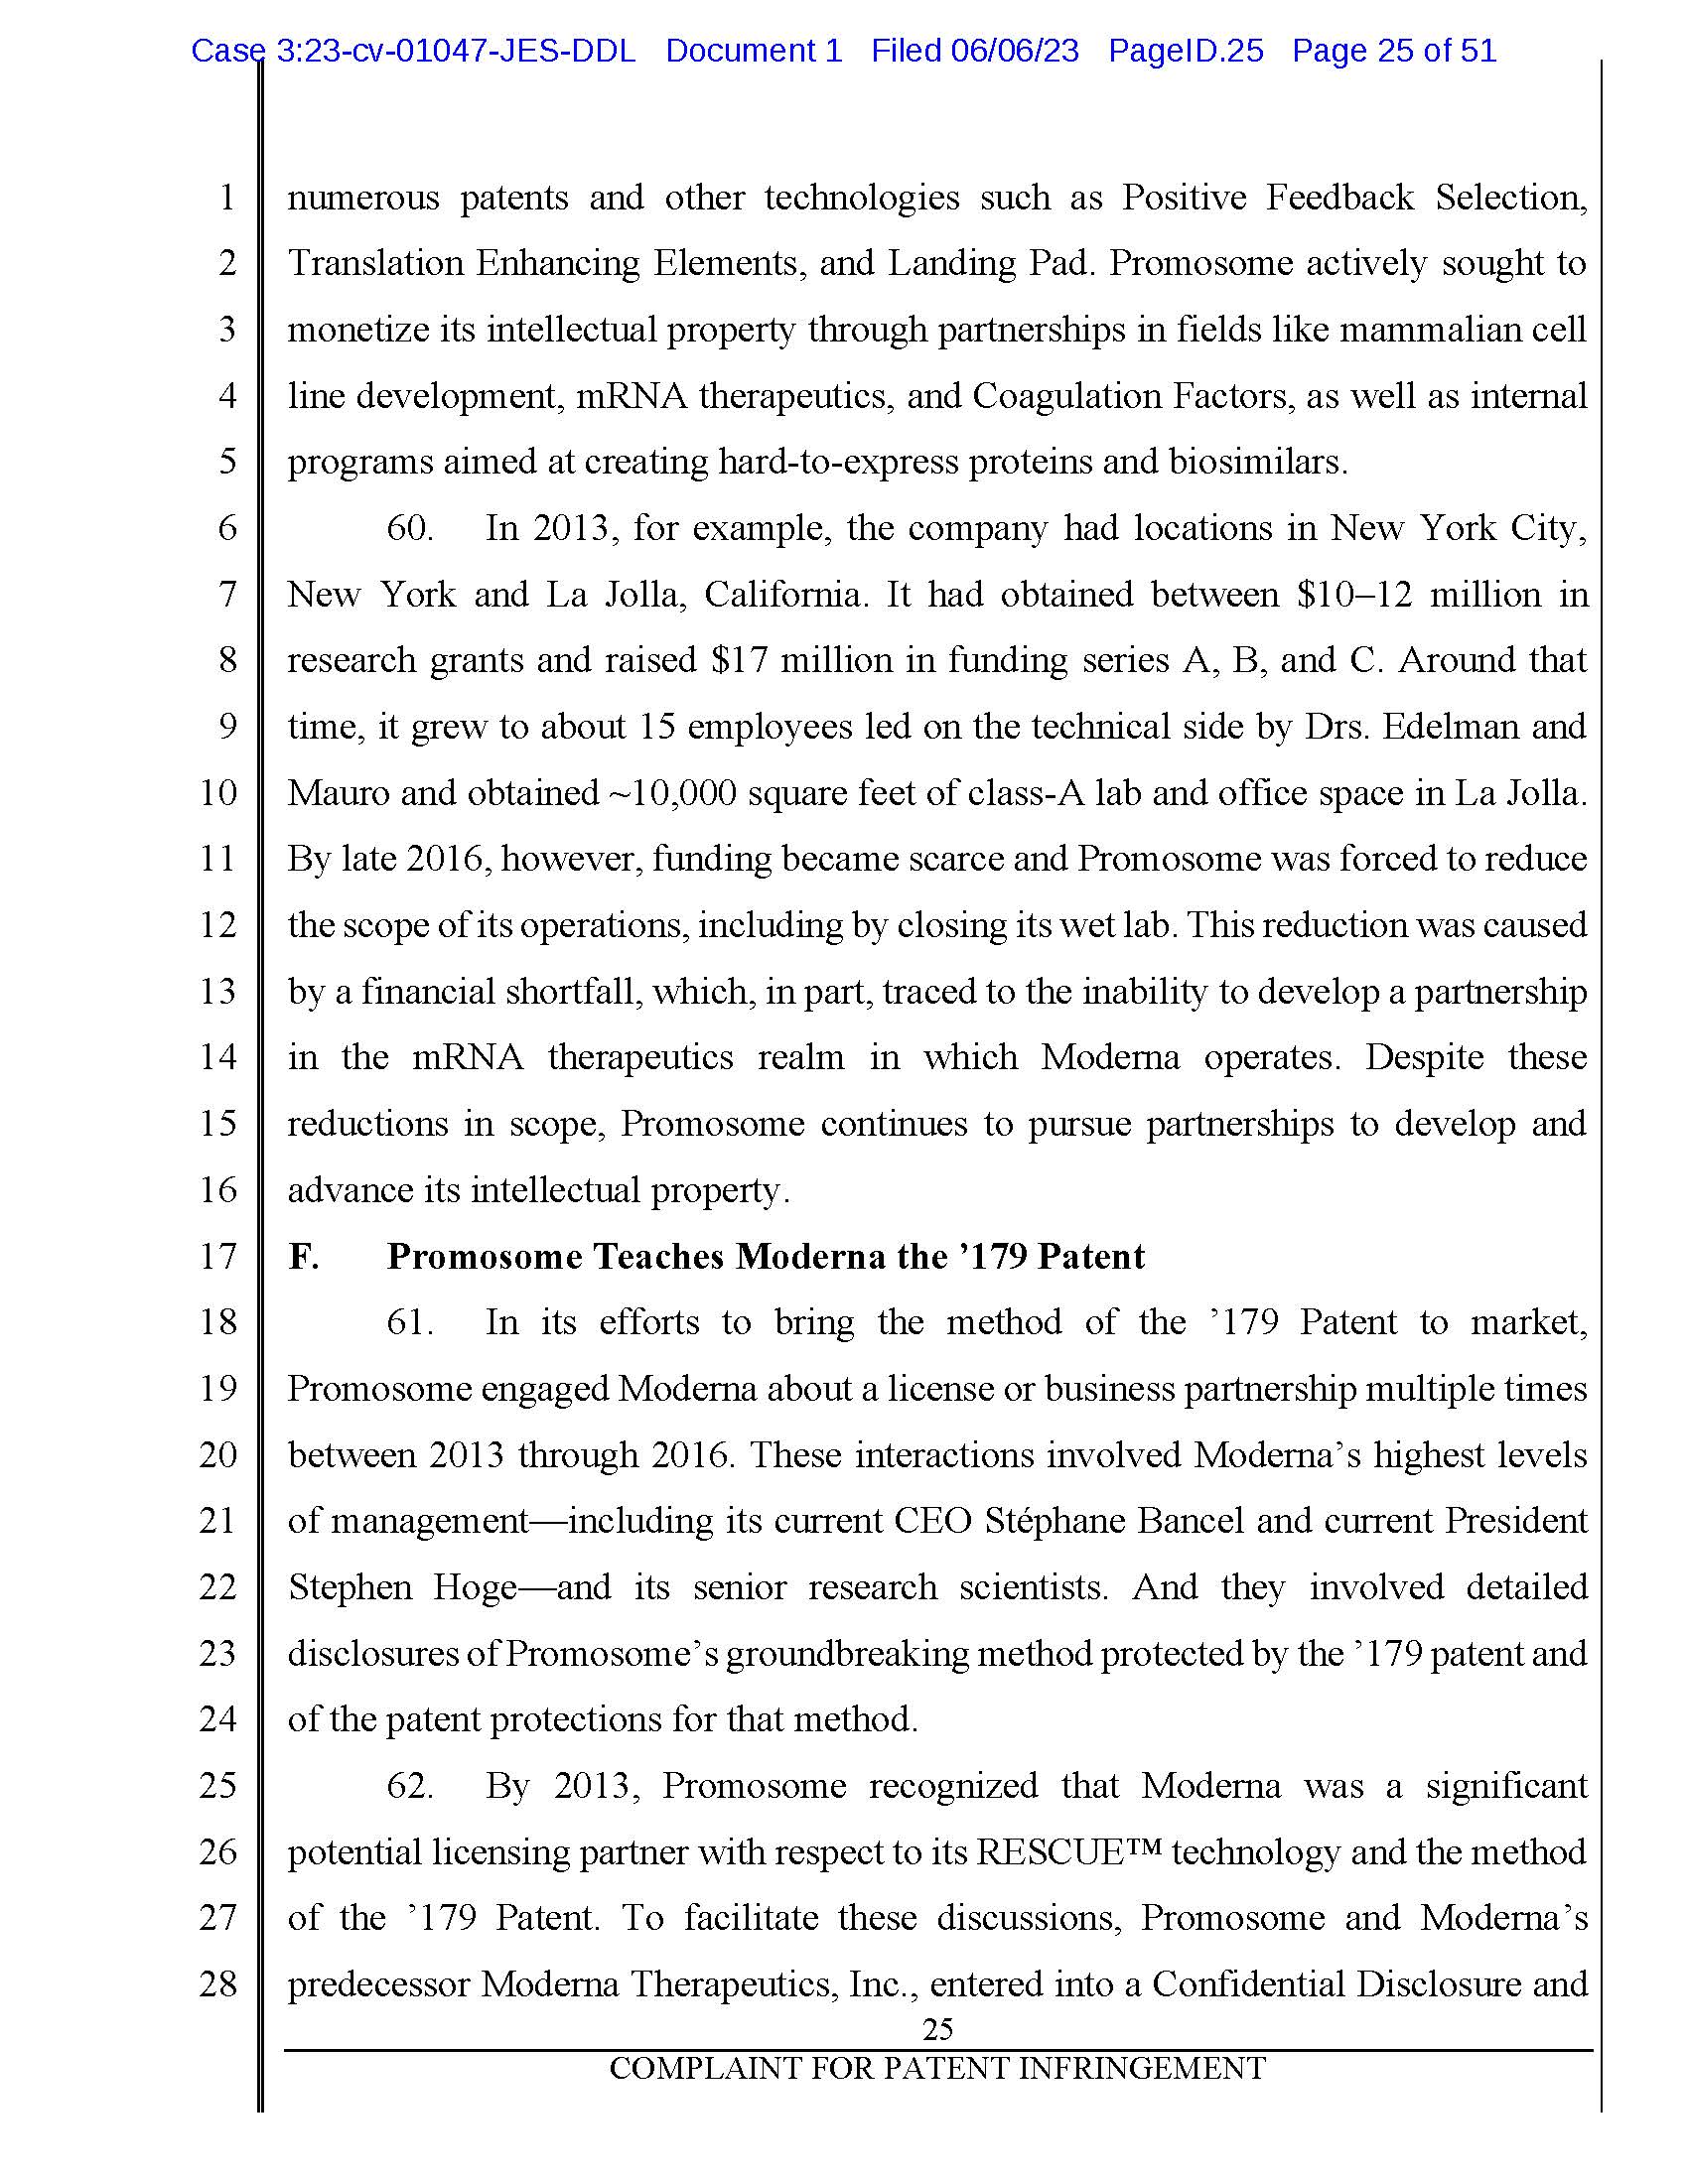 Case 3:23-cv-01047-JES-DDL Document 1 Filed 06/06/23 PageID.25 Page 25 of 51
1 numerous patents and other technologies such as Positive Feedback Selection,
2 Translation Enhancing Elements, and Landing Pad. Promosome actively sought to
3 monetize its intellectual property through partnerships in fields like mammalian cell
4 line development, mRNA therapeutics, and Coagulation Factors, as well as internal
5 programs aimed at creating hard-to-express proteins and biosimilars.
6 60. In 2013, for example, the company had locations in New York City,
7 New York and La Jolla, California. It had obtained between $10–12 million in
8 research grants and raised $17 million in funding series A, B, and C. Around that
9 time, it grew to about 15 employees led on the technical side by Drs. Edelman and
10 Mauro and obtained ~10,000 square feet of class-A lab and office space in La Jolla.
11 By late 2016, however, funding became scarce and Promosome was forced to reduce
12 the scope of its operations, including by closing its wet lab. This reduction was caused
13 by a financial shortfall, which, in part, traced to the inability to develop a partnership
14 in the mRNA therapeutics realm in which Moderna operates. Despite these
15 reductions in scope, Promosome continues to pursue partnerships to develop and
16 advance its intellectual property.
17 F. Promosome Teaches Moderna the ’179 Patent
18 61. In its efforts to bring the method of the ’179 Patent to market,
19 Promosome engaged Moderna about a license or business partnership multiple times
20 between 2013 through 2016. These interactions involved Moderna’s highest levels
21 of management—including its current CEO Stéphane Bancel and current President
22 Stephen Hoge—and its senior research scientists. And they involved detailed
23 disclosures of Promosome’s groundbreaking method protected by the ’179 patent and
24 of the patent protections for that method.
25 62. By 2013, Promosome recognized that Moderna was a significant
26 potential licensing partner with respect to its RESCUE™ technology and the method
27 of the ’179 Patent. To facilitate these discussions, Promosome and Moderna’s
28 predecessor Moderna Therapeutics, Inc., entered into a Confidential Disclosure and
25
COMPLAINT FOR PATENT INFRINGEMENT